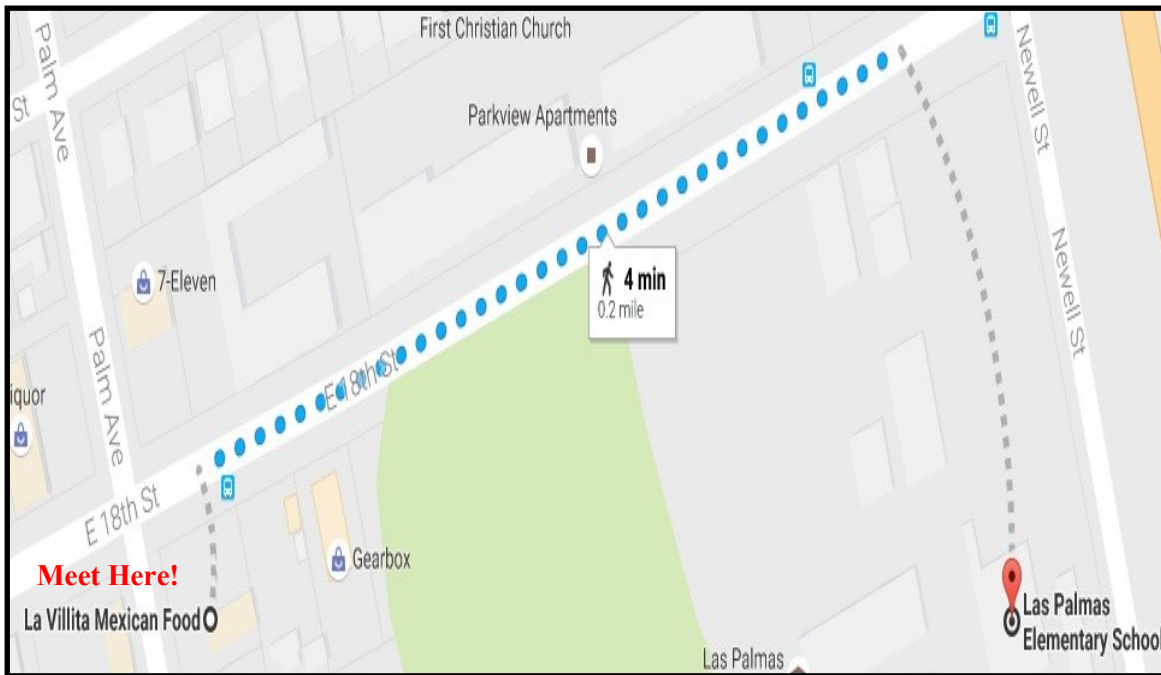 First Christian Church
Palm Ave
St
Newell St
Parkview Apartments
7-Eleven
4 min
0.2 mile
Newell St
Palm Ave
E 18th St
iquor
E 18th St
Gearbox
Meet Here!
La Villita Mexican Food
Las Palmas
Elementary School
Las Palmas